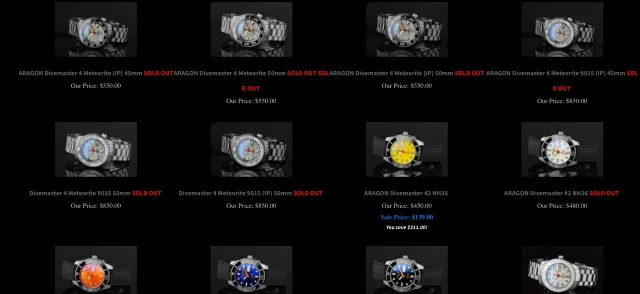 ARAGON Divemaster 4 Meteorite (IP) 45mm SOLD OUT
Our Price: $550.00
ARAGON Divemaster 4 Meteorite 50mm SOLD OUT SOL
D OUT
Our Price: $550.00
ARAGON Divemaster 4 Meteorite (IP) 50mm SOLD OUT
Our Price: $550.00
ARAGON Divemaster 4 Meteorite 9015 (IP) 45mm SOL
D OUT
Our Price: $850.00
Divemaster 4 Meteorite 9015 50mm SOLD OUT
Our Price: $850.00
Divemaster 4 Meteorite 9015 (IP) 50mm SOLD OUT
Our Price: $850.00
ARAGON Divemaster 42 NH36
Our Price: $450.00
Sale Price: $139.00
You save $311.00!
ARAGON Divemaster 42 NH36 SOLD OUT
Our Price: $480.00